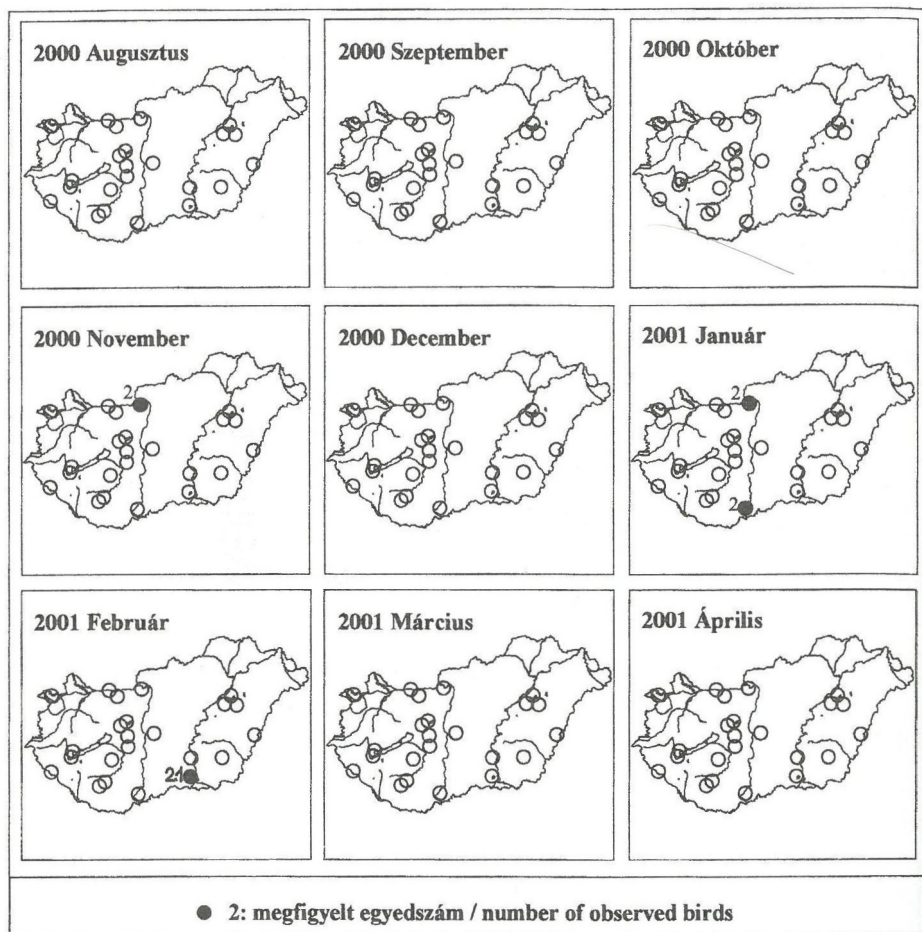 2000 Augusztus
2000 Szeptember
2000 Október
2000 November
2
2000 December
2001 Január
2
2
2001 Február
21
2001 Március
2001 Április
● 2: megfigyelt egyedszám / number of observed birds